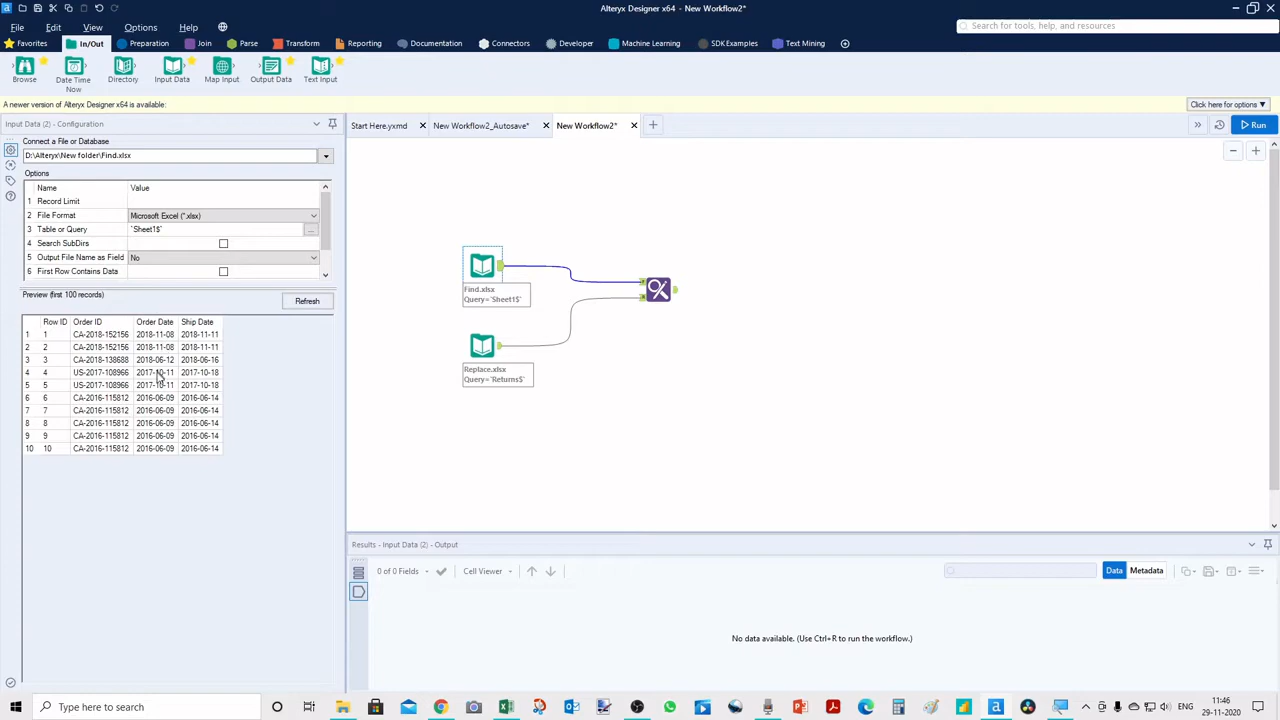 Alteryx Designer x64 - New Workflow2*
File Edit View Options Help
Search for tools, help, and resources
Favorites In/Out Preparation Join Parse Transform Reporting Documentation Connectors Developer Machine Learning SDKExamples Text Mining
Browse Date Time Now Directory Input Data Map Input Output Data Text Input
A newer version of Alteryx Designer x64 is available:
Click here for options ▼
Input Data (2) - Configuration
Start Here.yxmd New Workflow2_Autosave* New Workflow2*
Run
Connect a File or Database
D:\Alteryx\New folder\Find.xlsx
Options
Name Value
1 Record Limit
2 File Format Microsoft Excel (*.xlsx)
3 Table or Query `Sheet1$`
4 Search SubDirs
5 Output File Name as Field No
6 First Row Contains Data
Preview (first 100 records)
Refresh
Row ID Order ID Order Date Ship Date
1 1 CA-2018-152156 2018-11-08 2018-11-11
2 2 CA-2018-152156 2018-11-08 2018-11-11
3 3 CA-2018-138688 2018-06-12 2018-06-16
4 4 US-2017-108966 2017-10-11 2017-10-18
5 5 US-2017-108966 2017-10-11 2017-10-18
6 6 CA-2016-115812 2016-06-09 2016-06-14
7 7 CA-2016-115812 2016-06-09 2016-06-14
8 8 CA-2016-115812 2016-06-09 2016-06-14
9 9 CA-2016-115812 2016-06-09 2016-06-14
10 10 CA-2016-115812 2016-06-09 2016-06-14
Find.xlsx
Query=`Sheet1$`
Replace.xlsx
Query=`Returns$`
Results - Input Data (2) - Output
0 of 0 Fields Cell Viewer
Data Metadata
No data available. (Use Ctrl+R to run the workflow.)
Type here to search
ENG
11:46
29-11-2020